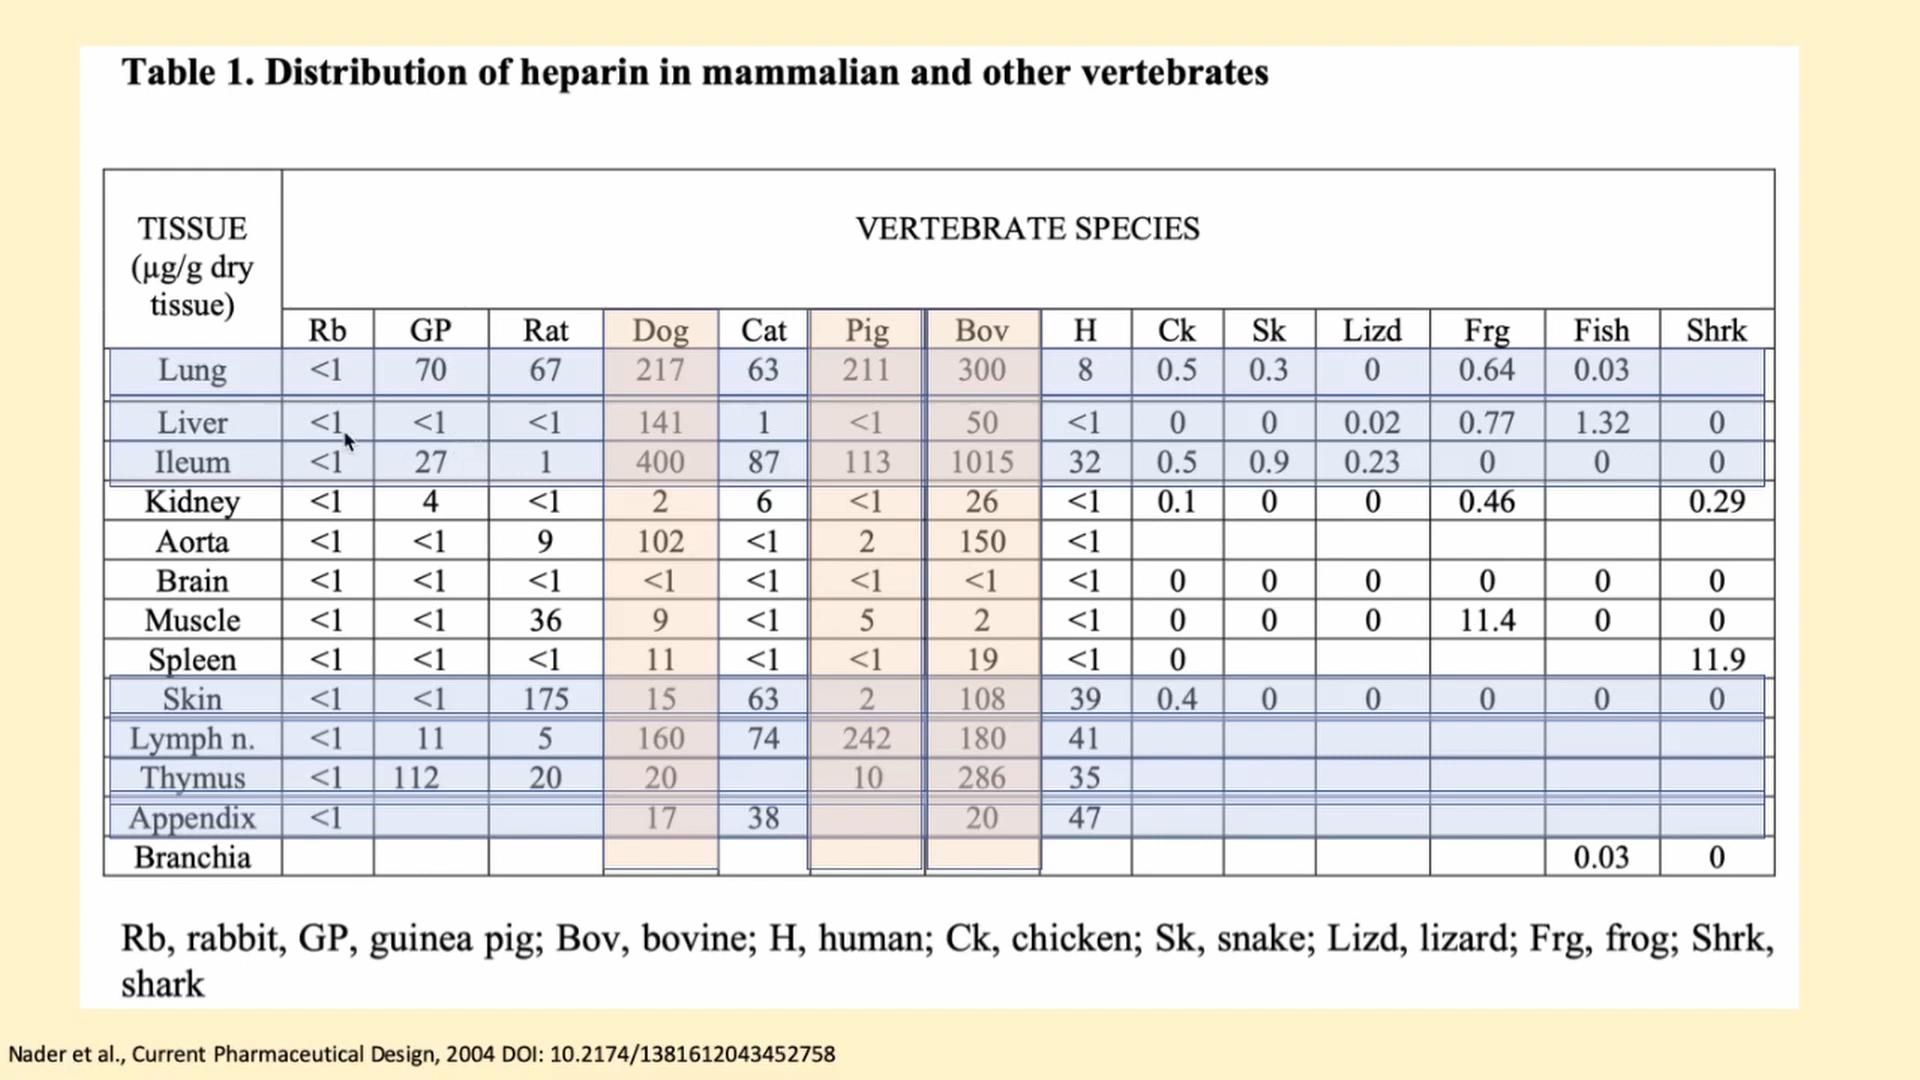 Table 1. Distribution of heparin in mammalian and other vertebrates
TISSUE
(µg/g dry
tissue)
VERTEBRATE SPECIES
Rb GP Rat Dog Cat Pig Bov H Ck Sk Lizd Frg Fish Shrk
Lung <1 70 67 217 63 211 300 8 0.5 0.3 0 0.64 0.03
Liver <1 <1 <1 141 1 <1 50 <1 0 0 0.02 0.77 1.32 0
Ileum <1 27 1 400 87 113 1015 32 0.5 0.9 0.23 0 0 0
Kidney <1 4 <1 2 6 <1 26 <1 0.1 0 0 0.46 0.29
Aorta <1 <1 9 102 <1 2 150 <1
Brain <1 <1 <1 <1 <1 <1 <1 <1 0 0 0 0 0 0
Muscle <1 <1 36 9 <1 5 2 <1 0 0 0 11.4 0 0
Spleen <1 <1 <1 11 <1 <1 19 <1 0 11.9
Skin <1 <1 175 15 63 2 108 39 0.4 0 0 0 0 0
Lymph n. <1 11 5 160 74 242 180 41
Thymus <1 112 20 20 10 286 35
Appendix <1 17 38 20 47
Branchia 0.03 0
Rb, rabbit, GP, guinea pig; Bov, bovine; H, human; Ck, chicken; Sk, snake; Lizd, lizard; Frg, frog; Shrk,
shark
Nader et al., Current Pharmaceutical Design, 2004 DOI: 10.2174/1381612043452758